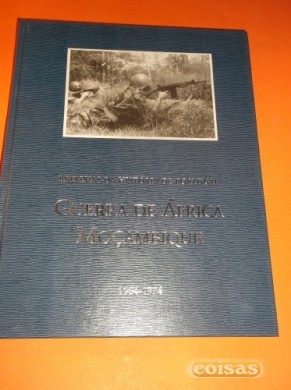 GUERRA DE ÁFRICA
MOÇAMBIQUE
1964-1974
coisas